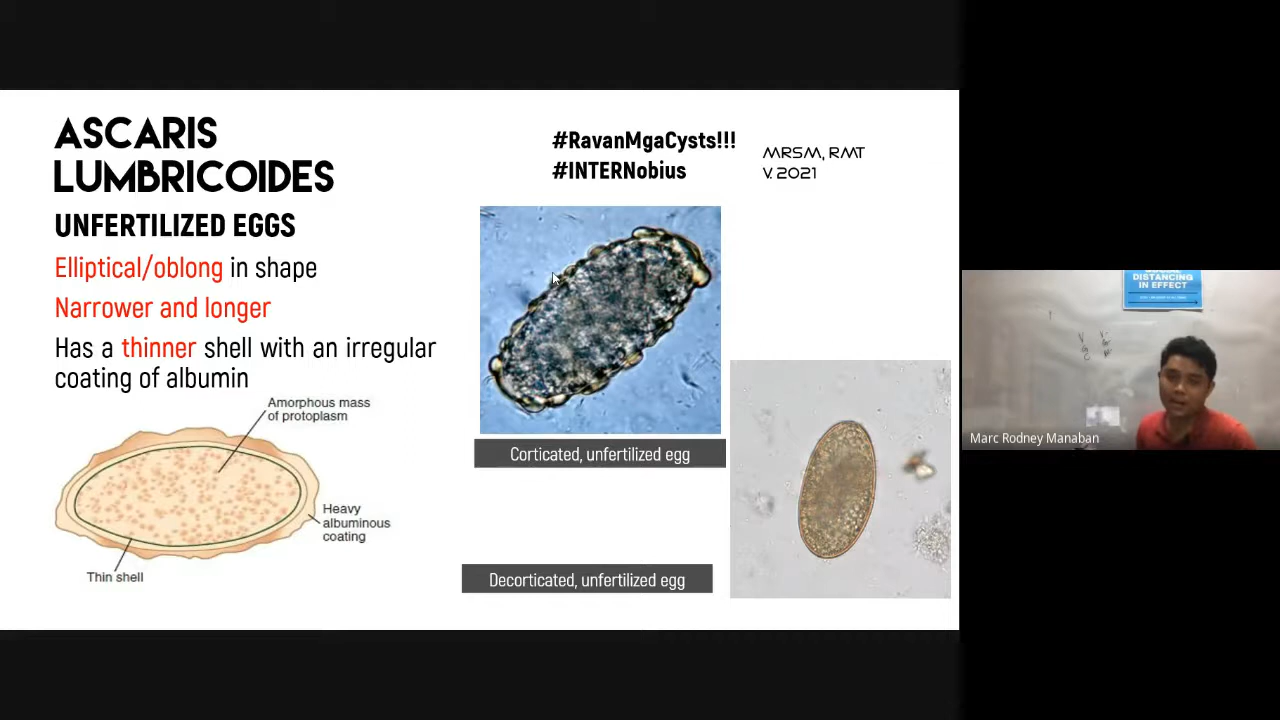 ASCARIS
LUMBRICOIDES
UNFERTILIZED EGGS
Elliptical/oblong in shape
Narrower and longer
Has a thinner shell with an irregular
coating of albumin
Amorphous mass
of protoplasm
Heavy
albuminous
coating
Thin shell
#RavanMgaCysts!!!
#INTERNobius
MRSM, RMT
V. 2021
Corticated, unfertilized egg
Decorticated, unfertilized egg
DISTANCING
IN EFFECT
Marc Rodney Manaban